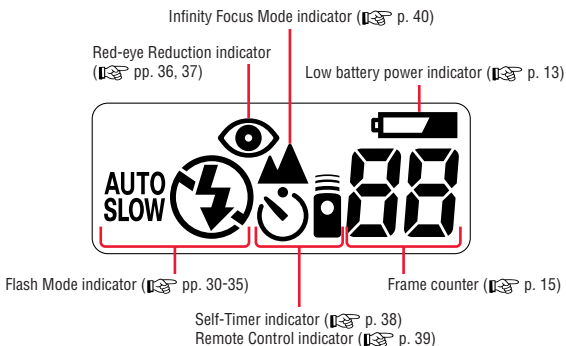 Infinity Focus Mode indicator (☞ p. 40)
Red-eye Reduction indicator
(☞ pp. 36, 37)
Low battery power indicator (☞ p. 13)
AUTO
SLOW
88
Flash Mode indicator (☞ pp. 30-35)
Frame counter (☞ p. 15)
Self-Timer indicator (☞ p. 38)
Remote Control indicator (☞ p. 39)